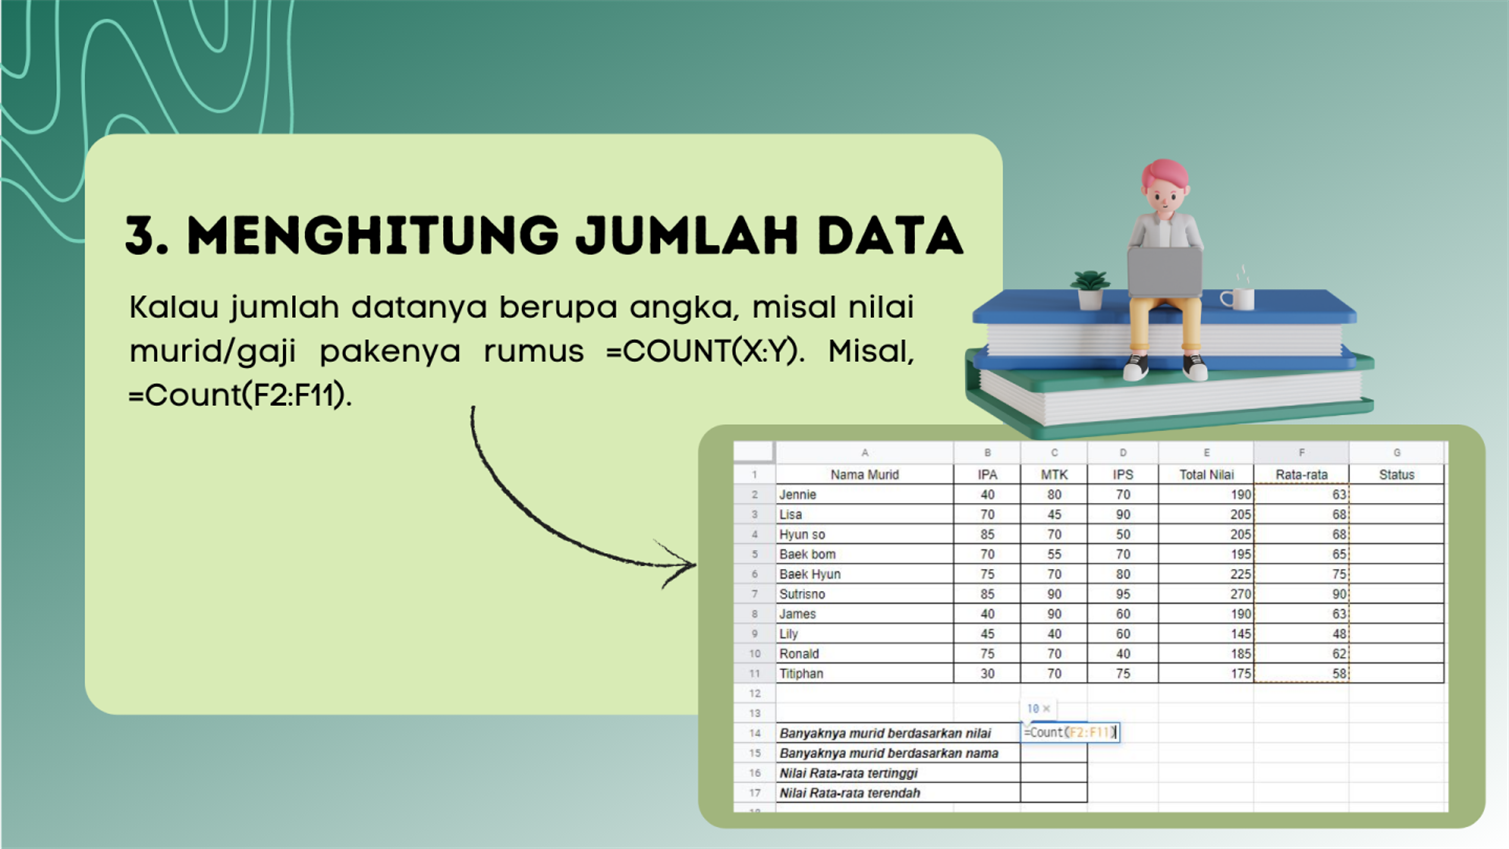 3. MENGHITUNG JUMLAH DATA
Kalau jumlah datanya berupa angka, misal nilai
murid/gaji pakenya rumus =COUNT(X:Y). Misal,
=Count(F2:F11).
A B C D E F G
1 Nama Murid IPA MTK IPS Total Nilai Rata-rata Status
2 Jennie 40 80 70 190 63
3 Lisa 70 45 90 205 68
4 Hyun so 85 70 50 205 68
5 Baek bom 70 55 70 195 65
6 Baek Hyun 75 70 80 225 75
7 Sutrisno 85 90 95 270 90
8 James 40 90 60 190 63
9 Lily 45 40 60 145 48
10 Ronald 75 70 40 185 62
11 Titiphan 30 70 75 175 58
12
13 10 ×
14 Banyaknya murid berdasarkan nilai =Count(F2:F11)
15 Banyaknya murid berdasarkan nama
16 Nilai Rata-rata tertinggi
17 Nilai Rata-rata terendah